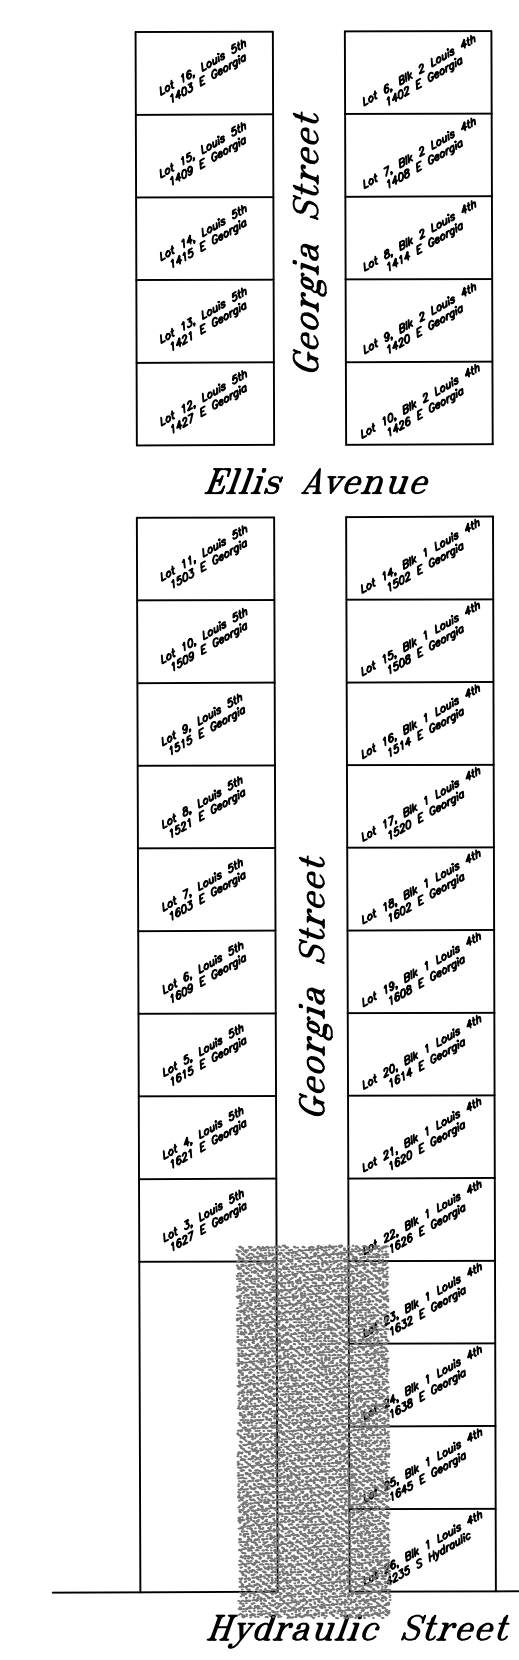 Lot 16, Louis 5th
1403 E Georgia
Lot 6, Blk 2 Louis 4th
1402 E Georgia
Lot 15, Louis 5th
1409 E Georgia
Lot 7, Blk 2 Louis 4th
1408 E Georgia
Georgia Street
Lot 14, Louis 5th
1415 E Georgia
Lot 8, Blk 2 Louis 4th
1414 E Georgia
Lot 13, Louis 5th
1421 E Georgia
Lot 9, Blk 2 Louis 4th
1420 E Georgia
Lot 12, Louis 5th
1427 E Georgia
Lot 10, Blk 2 Louis 4th
1426 E Georgia
Ellis Avenue
Lot 11, Louis 5th
1503 E Georgia
Lot 14, Blk 1 Louis 4th
1502 E Georgia
Lot 10, Louis 5th
1509 E Georgia
Lot 15, Blk 1 Louis 4th
1508 E Georgia
Lot 9, Louis 5th
1515 E Georgia
Lot 16, Blk 1 Louis 4th
1514 E Georgia
Lot 8, Louis 5th
1521 E Georgia
Lot 17, Blk 1 Louis 4th
1520 E Georgia
Lot 7, Louis 5th
1603 E Georgia
Lot 18, Blk 1 Louis 4th
1602 E Georgia
Georgia Street
Lot 6, Louis 5th
1609 E Georgia
Lot 19, Blk 1 Louis 4th
1608 E Georgia
Lot 5, Louis 5th
1615 E Georgia
Lot 20, Blk 1 Louis 4th
1614 E Georgia
Lot 4, Louis 5th
1621 E Georgia
Lot 21, Blk 1 Louis 4th
1620 E Georgia
Lot 3, Louis 5th
1627 E Georgia
Lot 22, Blk 1 Louis 4th
1626 E Georgia
Lot 23, Blk 1 Louis 4th
1632 E Georgia
Lot 24, Blk 1 Louis 4th
1638 E Georgia
Lot 25, Blk 1 Louis 4th
1645 E Georgia
Lot 26, Blk 1 Louis 4th
4235 S Hydraulic
Hydraulic Street